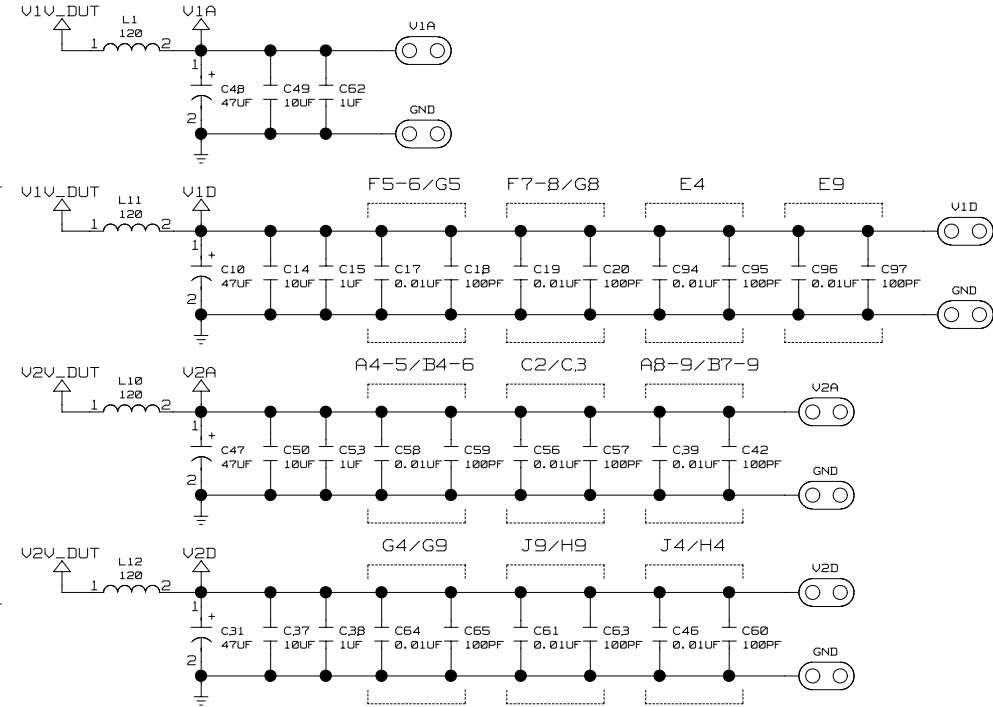 V1V_DUT
L1
120
1
2
V1A
1
+
C48
47UF
2
C49
10UF
C62
1UF
V1A
GND
V1V_DUT
L11
120
1
2
V1D
1
+
C10
47UF
2
C14
10UF
C15
1UF
F5-6/G5
C17
0.01UF
C18
100PF
F7-8/G8
C19
0.01UF
C20
100PF
E4
C94
0.01UF
C95
100PF
E9
C96
0.01UF
C97
100PF
V1D
GND
V2V_DUT
L10
120
1
2
V2A
1
+
C47
47UF
2
C50
10UF
C53
1UF
A4-5/B4-6
C58
0.01UF
C59
100PF
C2/C3
C56
0.01UF
C57
100PF
A8-9/B7-9
C39
0.01UF
C42
100PF
V2A
GND
V2V_DUT
L12
120
1
2
V2D
1
+
C31
47UF
2
C37
10UF
C38
1UF
G4/G9
C64
0.01UF
C65
100PF
J9/H9
C61
0.01UF
C63
100PF
J4/H4
C46
0.01UF
C60
100PF
V2D
GND